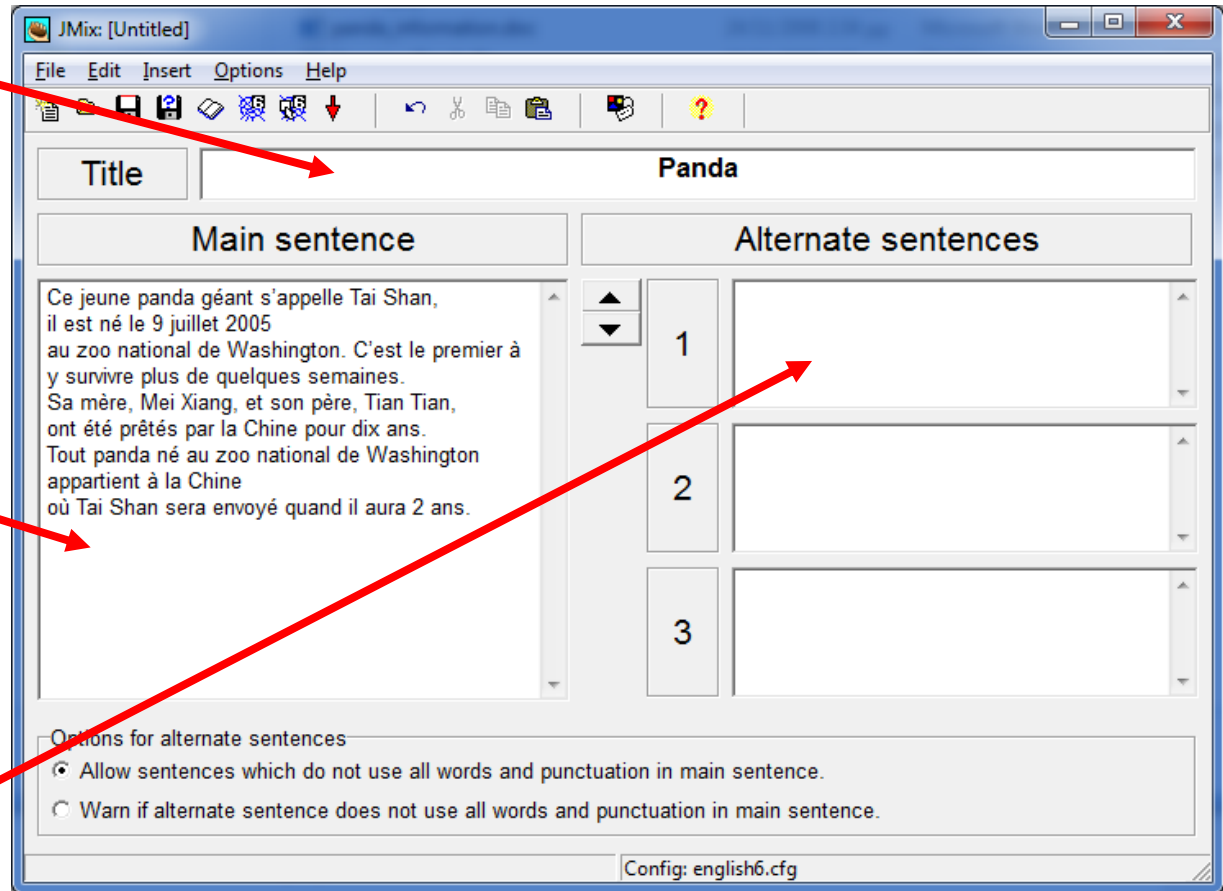 JMix: [Untitled]
File Edit Insert Options Help
Title
Panda
Main sentence
Alternate sentences
Ce jeune panda géant s’appelle Tai Shan,
il est né le 9 juillet 2005
au zoo national de Washington. C’est le premier à
y survivre plus de quelques semaines.
Sa mère, Mei Xiang, et son père, Tian Tian,
ont été prêtés par la Chine pour dix ans.
Tout panda né au zoo national de Washington
appartient à la Chine
où Tai Shan sera envoyé quand il aura 2 ans.
1
2
3
Options for alternate sentences
Allow sentences which do not use all words and punctuation in main sentence.
Warn if alternate sentence does not use all words and punctuation in main sentence.
Config: english6.cfg